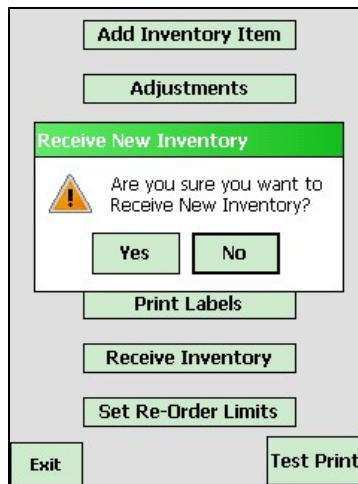 Add Inventory Item
Adjustments
Receive New Inventory
Are you sure you want to
Receive New Inventory?
Yes
No
Print Labels
Receive Inventory
Set Re-Order Limits
Exit
Test Print